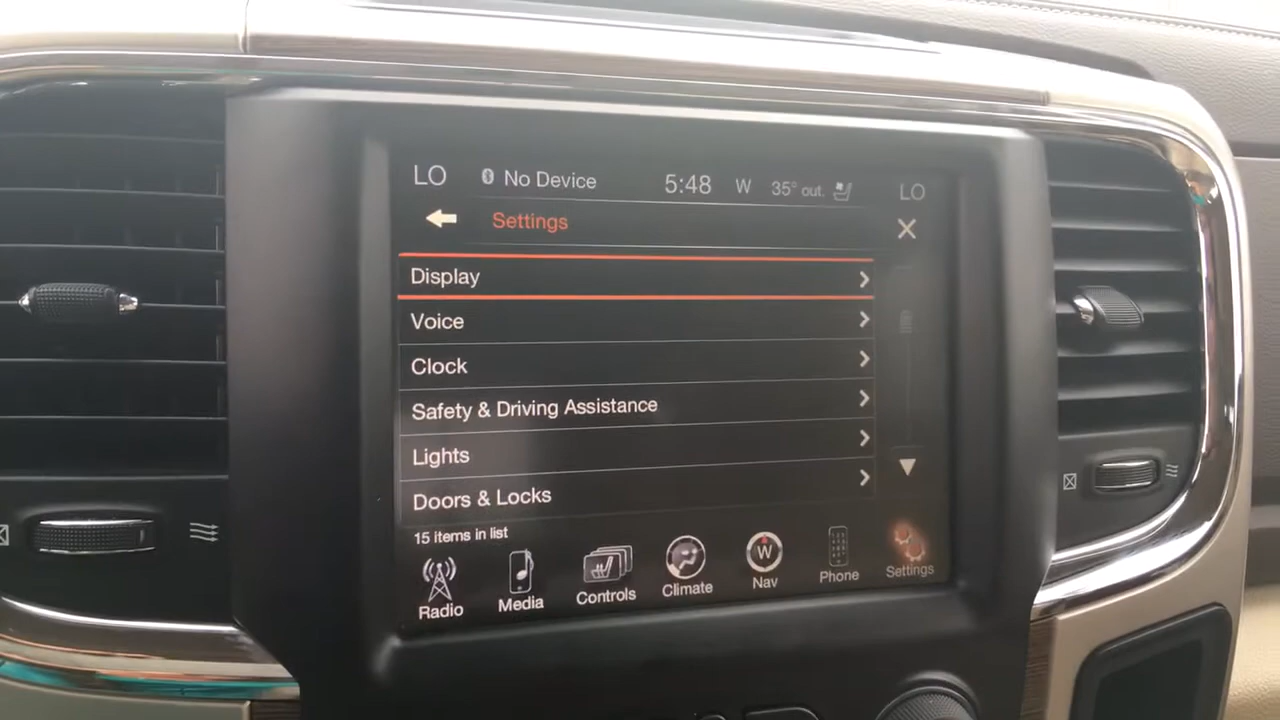 LO No Device 5:48 W 35° out. LO
Settings
Display
Voice
Clock
Safety & Driving Assistance
Lights
Doors & Locks
15 items in list
Radio Media Controls Climate W Nav Phone Settings